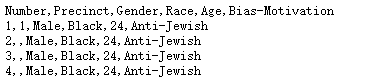 Number,Precinct,Gender,Race,Age,Bias-Motivation
1,1,Male,Black,24,Anti-Jewish
2,,Male,Black,24,Anti-Jewish
3,,Male,Black,24,Anti-Jewish
4,,Male,Black,24,Anti-Jewish